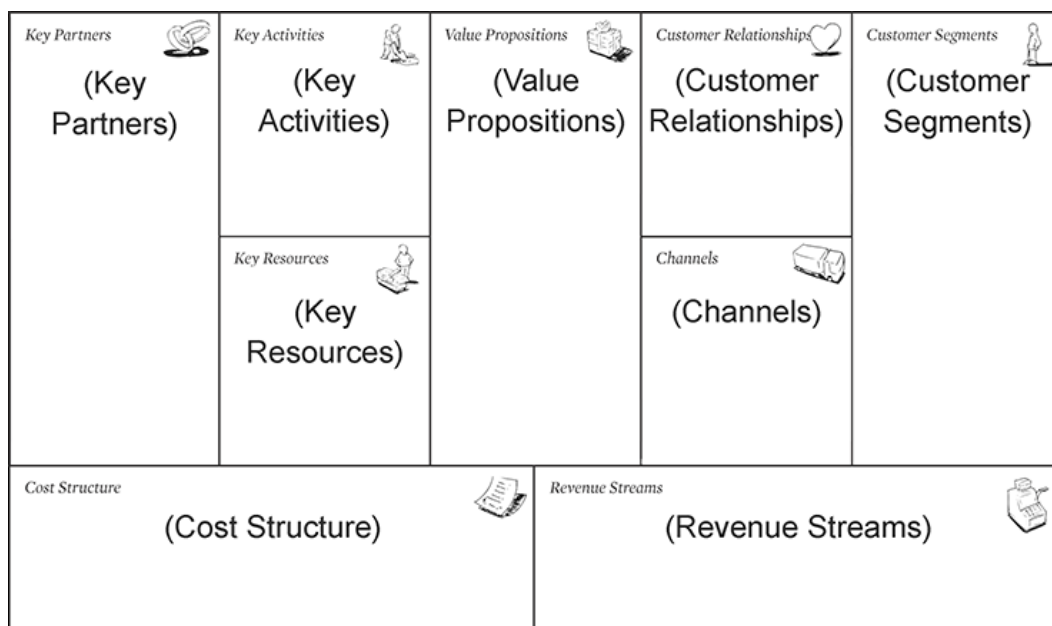 Key Partners
(Key
Partners)
Key Activities
(Key
Activities)
Key Resources
(Key
Resources)
Value Propositions
(Value
Propositions)
Customer Relationships
(Customer
Relationships)
Channels
(Channels)
Customer Segments
(Customer
Segments)
Cost Structure
(Cost Structure)
Revenue Streams
(Revenue Streams)